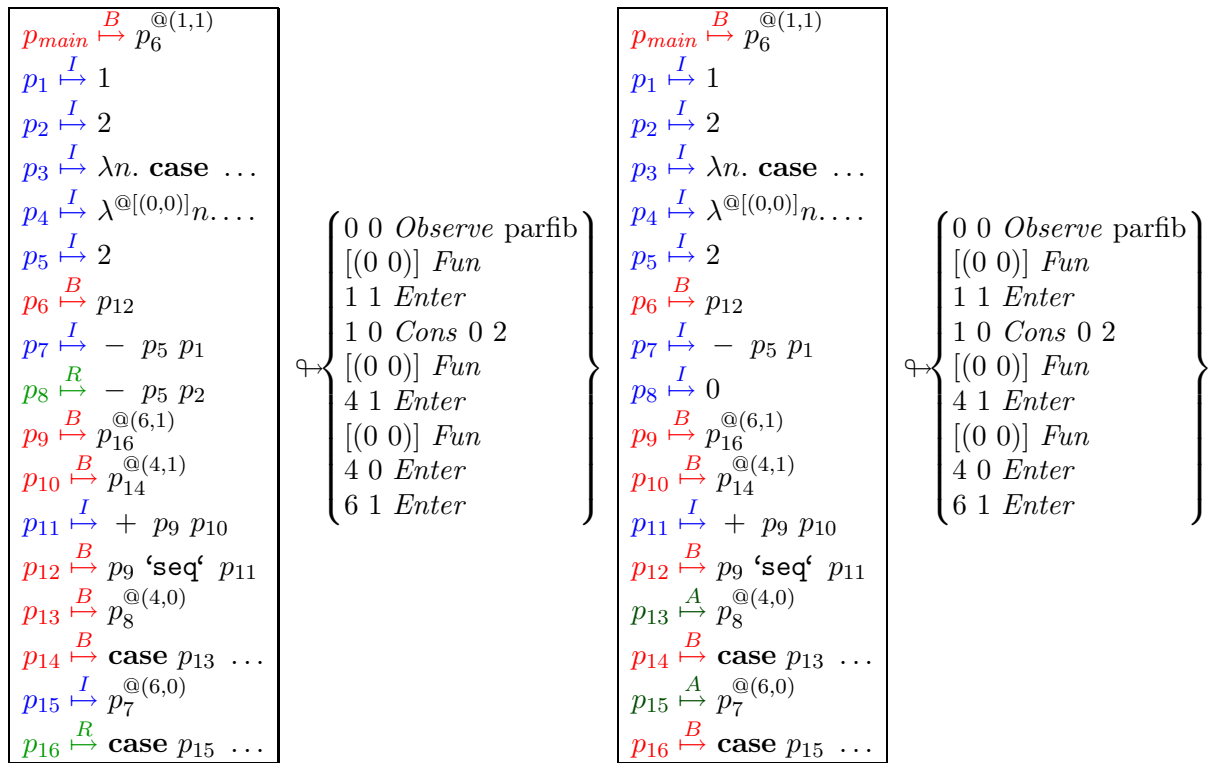 p_main ↦^B p_6^@(1,1)
p_1 ↦^I 1
p_2 ↦^I 2
p_3 ↦^I λn. case …
p_4 ↦^I λ^@[(0,0)] n. …
p_5 ↦^I 2
p_6 ↦^B p_12
p_7 ↦^I − p_5 p_1
p_8 ↦^R − p_5 p_2
p_9 ↦^B p_16^@(6,1)
p_10 ↦^B p_14^@(4,1)
p_11 ↦^I + p_9 p_10
p_12 ↦^B p_9 ‘seq‘ p_11
p_13 ↦^B p_8^@(4,0)
p_14 ↦^B case p_13 …
p_15 ↦^I p_7^@(6,0)
p_16 ↦^R case p_15 …
↬
0 0 Observe parfib
[(0 0)] Fun
1 1 Enter
1 0 Cons 0 2
[(0 0)] Fun
4 1 Enter
[(0 0)] Fun
4 0 Enter
6 1 Enter
p_main ↦^B p_6^@(1,1)
p_1 ↦^I 1
p_2 ↦^I 2
p_3 ↦^I λn. case …
p_4 ↦^I λ^@[(0,0)] n. …
p_5 ↦^I 2
p_6 ↦^B p_12
p_7 ↦^I − p_5 p_1
p_8 ↦^I 0
p_9 ↦^B p_16^@(6,1)
p_10 ↦^B p_14^@(4,1)
p_11 ↦^I + p_9 p_10
p_12 ↦^B p_9 ‘seq‘ p_11
p_13 ↦^A p_8^@(4,0)
p_14 ↦^B case p_13 …
p_15 ↦^A p_7^@(6,0)
p_16 ↦^B case p_15 …
↬
0 0 Observe parfib
[(0 0)] Fun
1 1 Enter
1 0 Cons 0 2
[(0 0)] Fun
4 1 Enter
[(0 0)] Fun
4 0 Enter
6 1 Enter